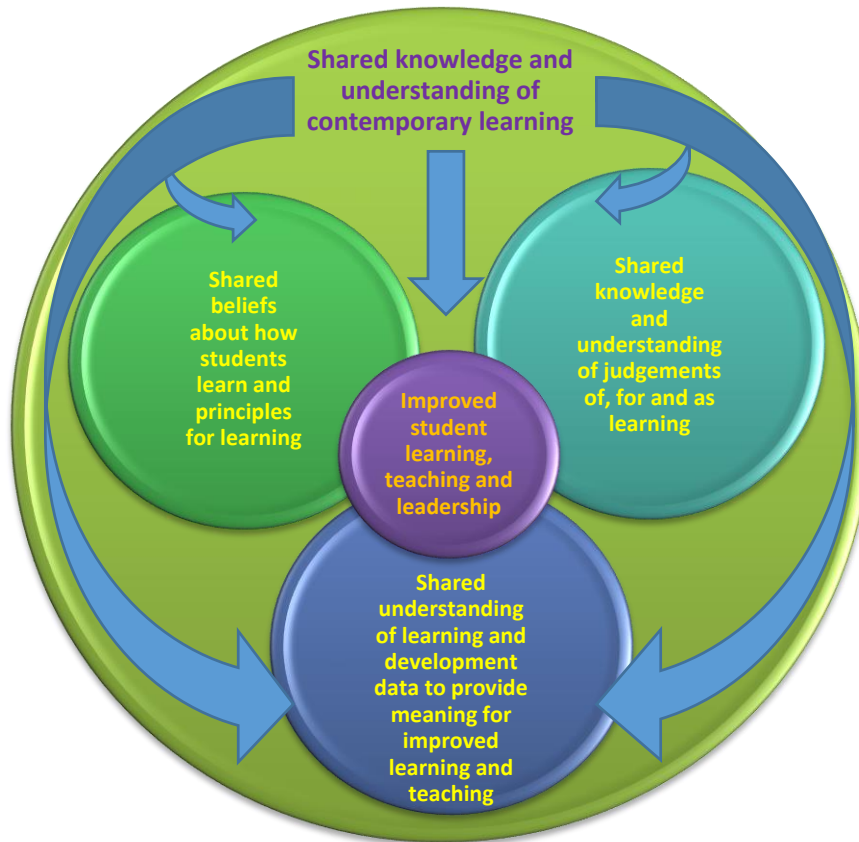 Shared knowledge and
understanding of
contemporary learning
Shared
beliefs
about how
students
learn and
principles
for learning
Shared
knowledge
and
understanding
of judgements
of, for and as
learning
Improved
student
learning,
teaching and
leadership
Shared
understanding
of learning and
development
data to provide
meaning for
improved
learning and
teaching